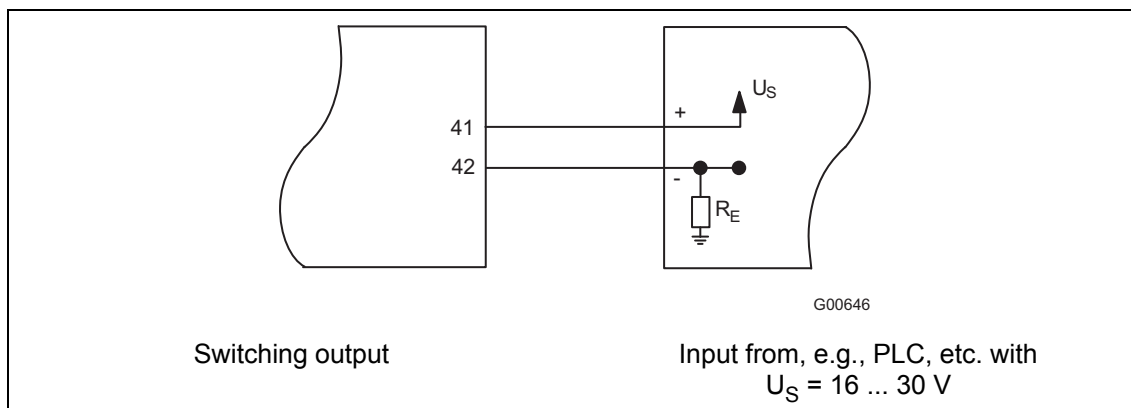 U_S
+
41
42
-
R_E
G00646
Switching output
Input from, e.g., PLC, etc. with
U_S = 16 ... 30 V